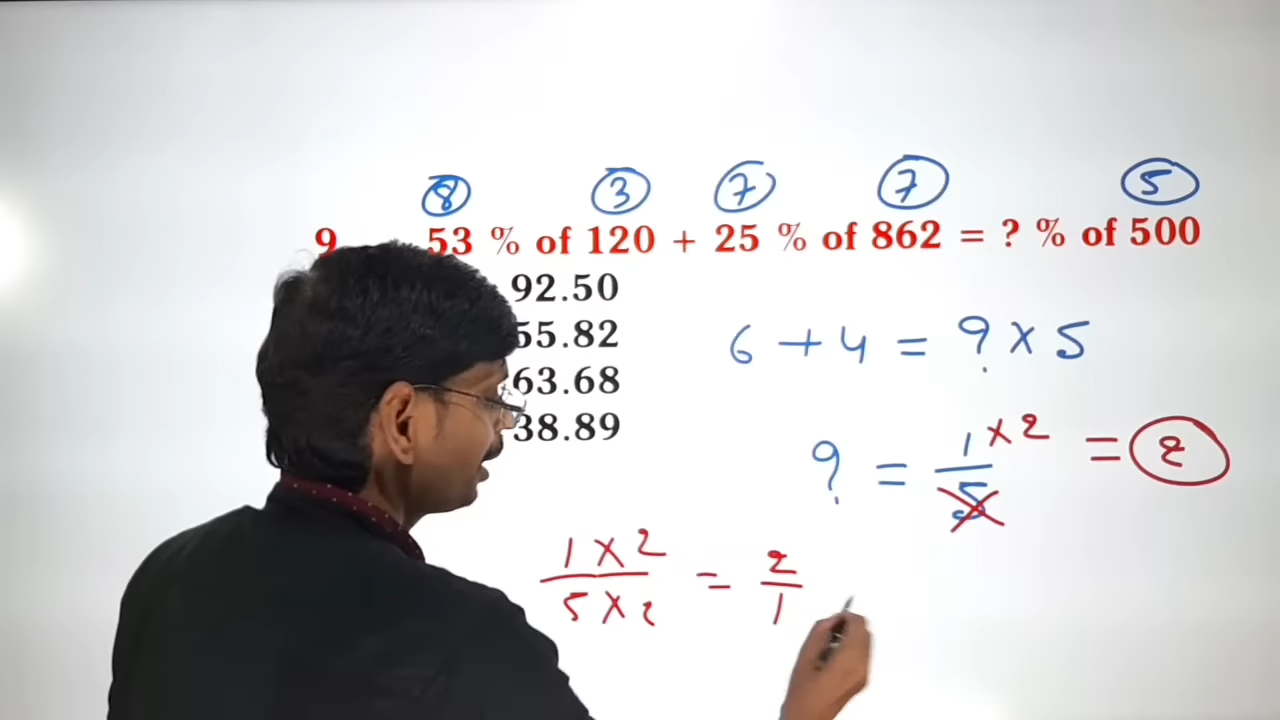 8 3 7 7 5
9 53 % of 120 + 25 % of 862 = ? % of 500
92.50
55.82
6 + 4 = ? × 5
63.68
38.89
? = 1 × 2 / 5 = 2
1 × 2 / 5 × 2 = 2 / 1